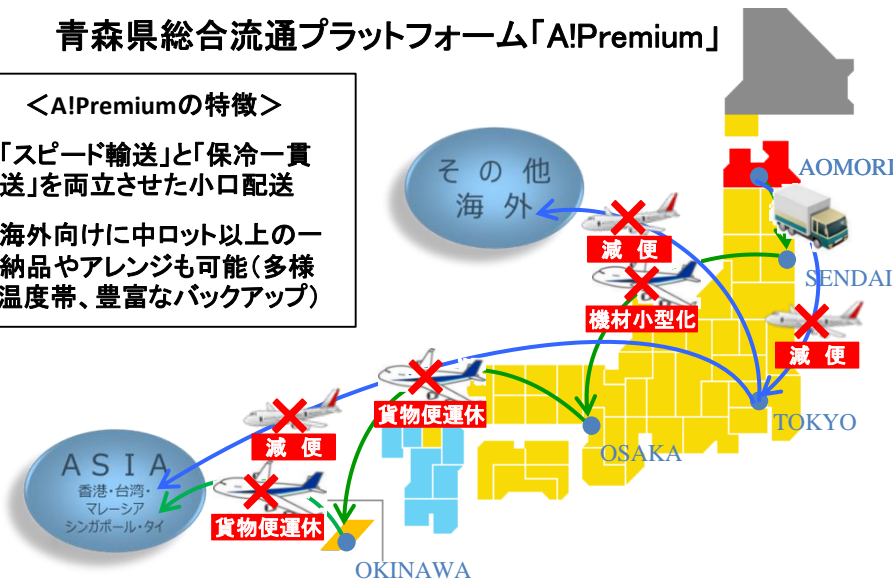 青森県総合流通プラットフォーム「A!Premium」
＜A!Premiumの特徴＞
「スピード輸送」と「保冷一貫
送」を両立させた小口配送
海外向けに中ロット以上の一
納品やアレンジも可能（多様
温度帯、豊富なバックアップ）
その他
海外
AOMORI
減便
SENDAI
機材小型化
減便
貨物便運休
TOKYO
減便
OSAKA
ASIA
香港・台湾・
マレーシア
シンガポール・タイ
貨物便運休
OKINAWA